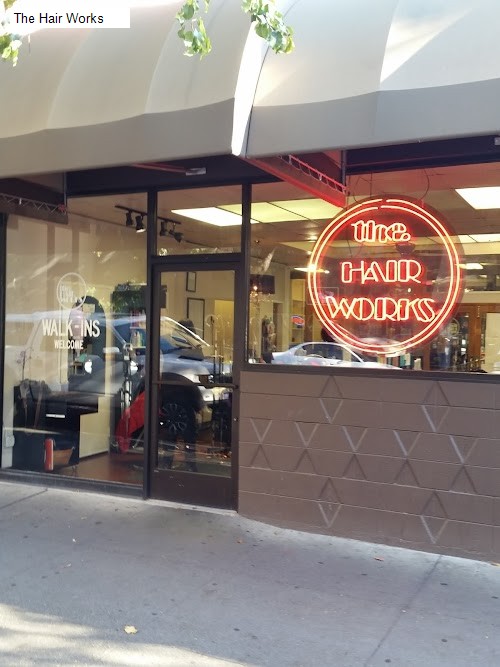 The Hair Works
the
HAIR
WORKS
WALK-INS
WELCOME